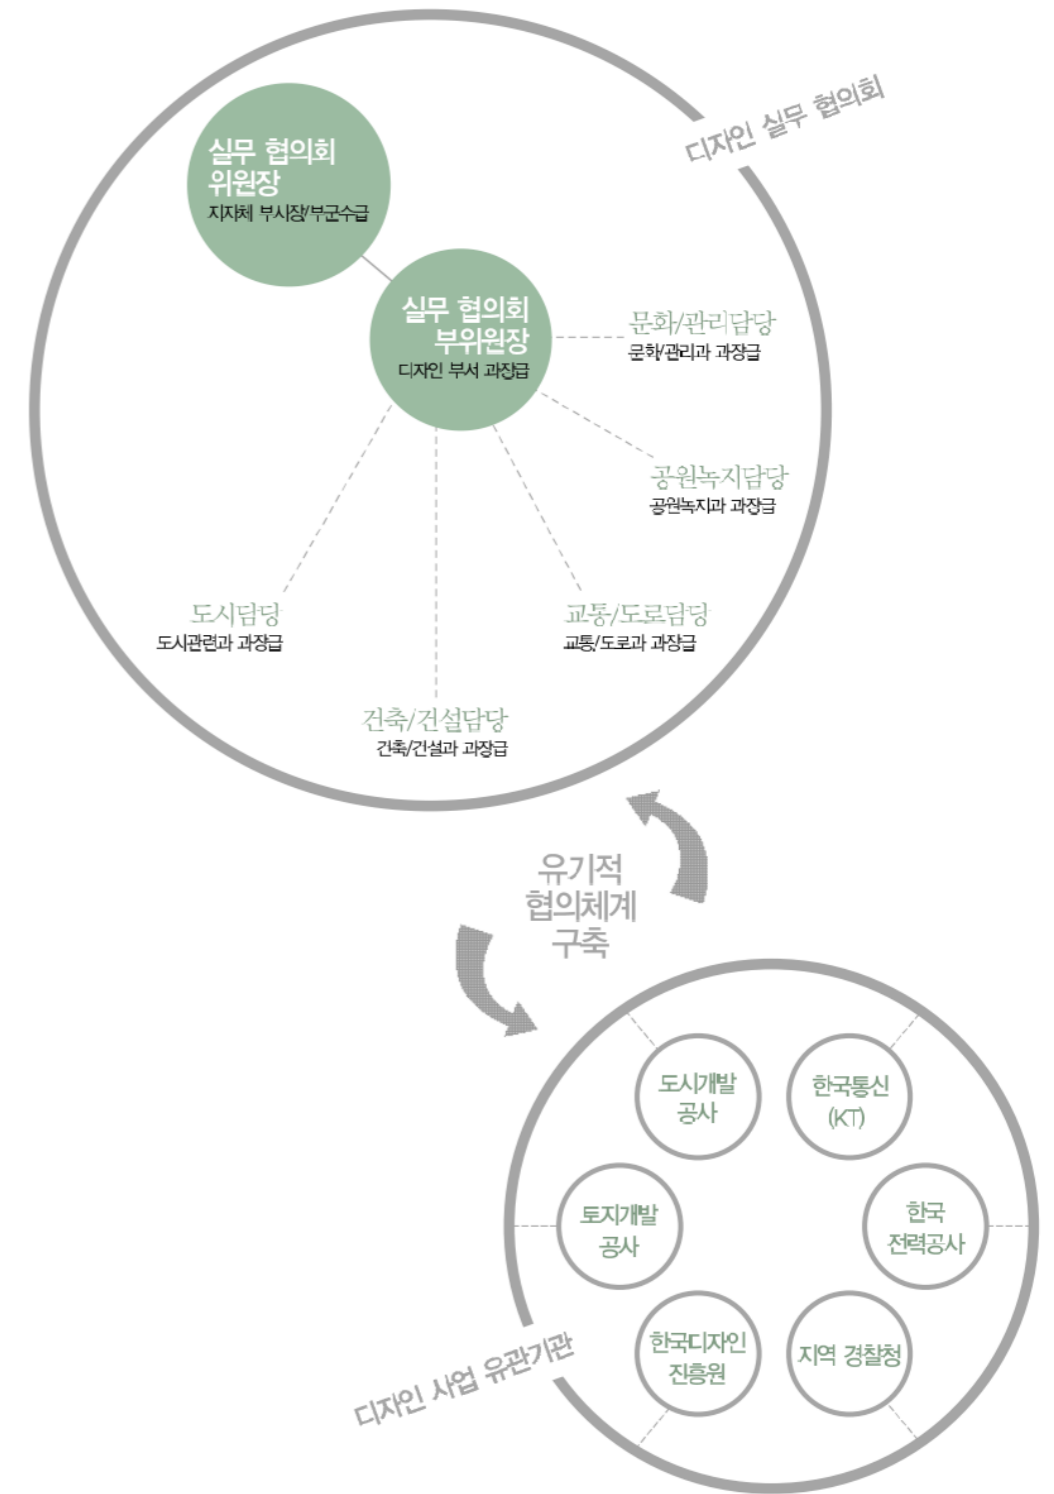 디자인 실무 협의회
실무 협의회
위원장
지자체 부시장/부군수급
실무 협의회
부위원장
디자인 부서 과장급
문화/관리담당
문화/관리과 과장급
공원녹지담당
공원녹지과 과장급
도시담당
도시관련과 과장급
교통/도로담당
교통/도로과 과장급
건축/건설담당
건축/건설과 과장급
유기적
협의체계
구축
도시개발
공사
한국통신
(KT)
토지개발
공사
한국
전력공사
한국디자인
진흥원
지역 경찰청
디자인 사업 유관기관